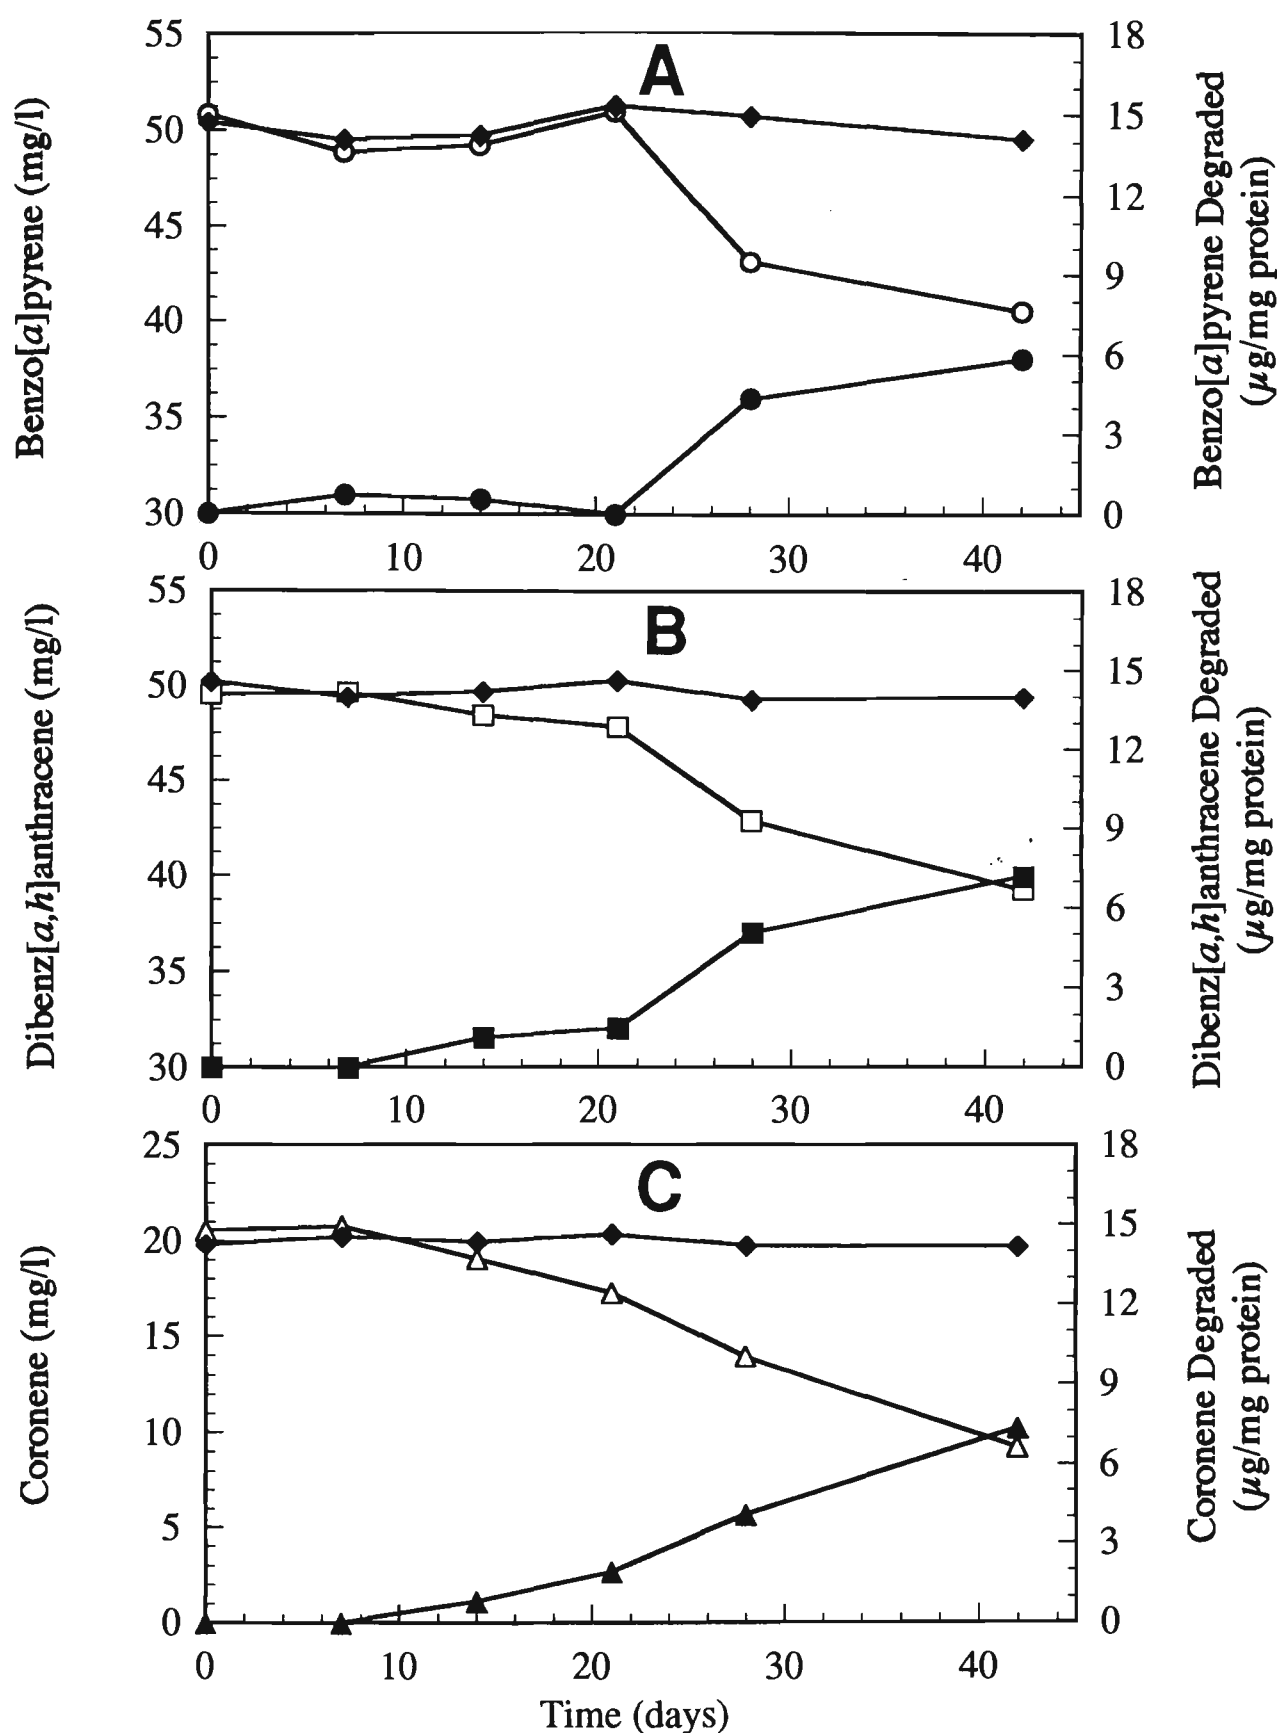 A
Benzo[a]pyrene (mg/l)
55
50
45
40
35
30
18
15
12
9
6
3
0
Benzo[a]pyrene Degraded
(µg/mg protein)
0 10 20 30 40
B
Dibenz[a,h]anthracene (mg/l)
55
50
45
40
35
30
18
15
12
9
6
3
0
Dibenz[a,h]anthracene Degraded
(µg/mg protein)
0 10 20 30 40
C
Coronene (mg/l)
25
20
15
10
5
0
18
15
12
9
6
3
0
Coronene Degraded
(µg/mg protein)
0 10 20 30 40
Time (days)